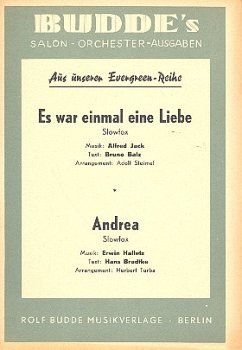 BUDDE's
SALON - ORCHESTER - AUSGABEN
Aus unserer Evergreen-Reihe
Es war einmal eine Liebe
Slowfox
Musik: Alfred Jack
Text: Bruno Balz
Arrangement: Adolf Steimel
*
Andrea
Slowfox
Musik: Erwin Halletz
Text: Hans Bradtke
Arrangement: Herbert Turba
ROLF BUDDE MUSIKVERLAGE · BERLIN